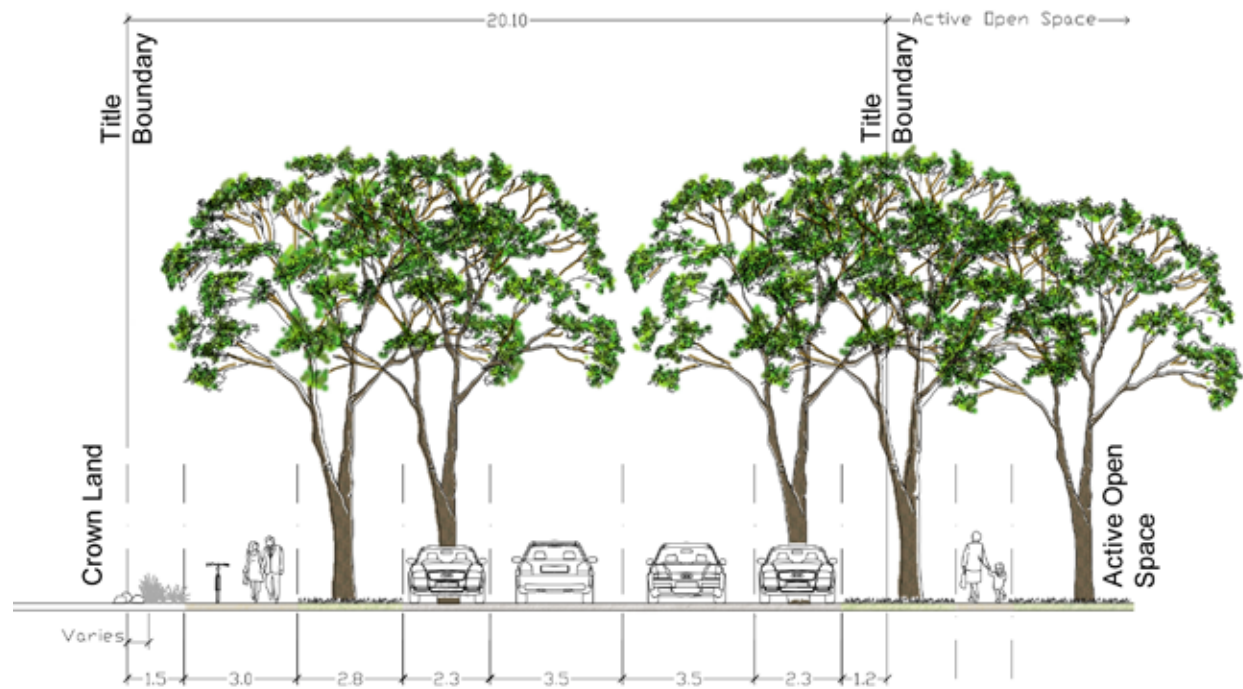 20.10
Active Open Space
Title
Boundary
Title
Boundary
Crown Land
Active Open
Space
Varies
1.5
3.0
2.8
2.3
3.5
3.5
2.3
1.2